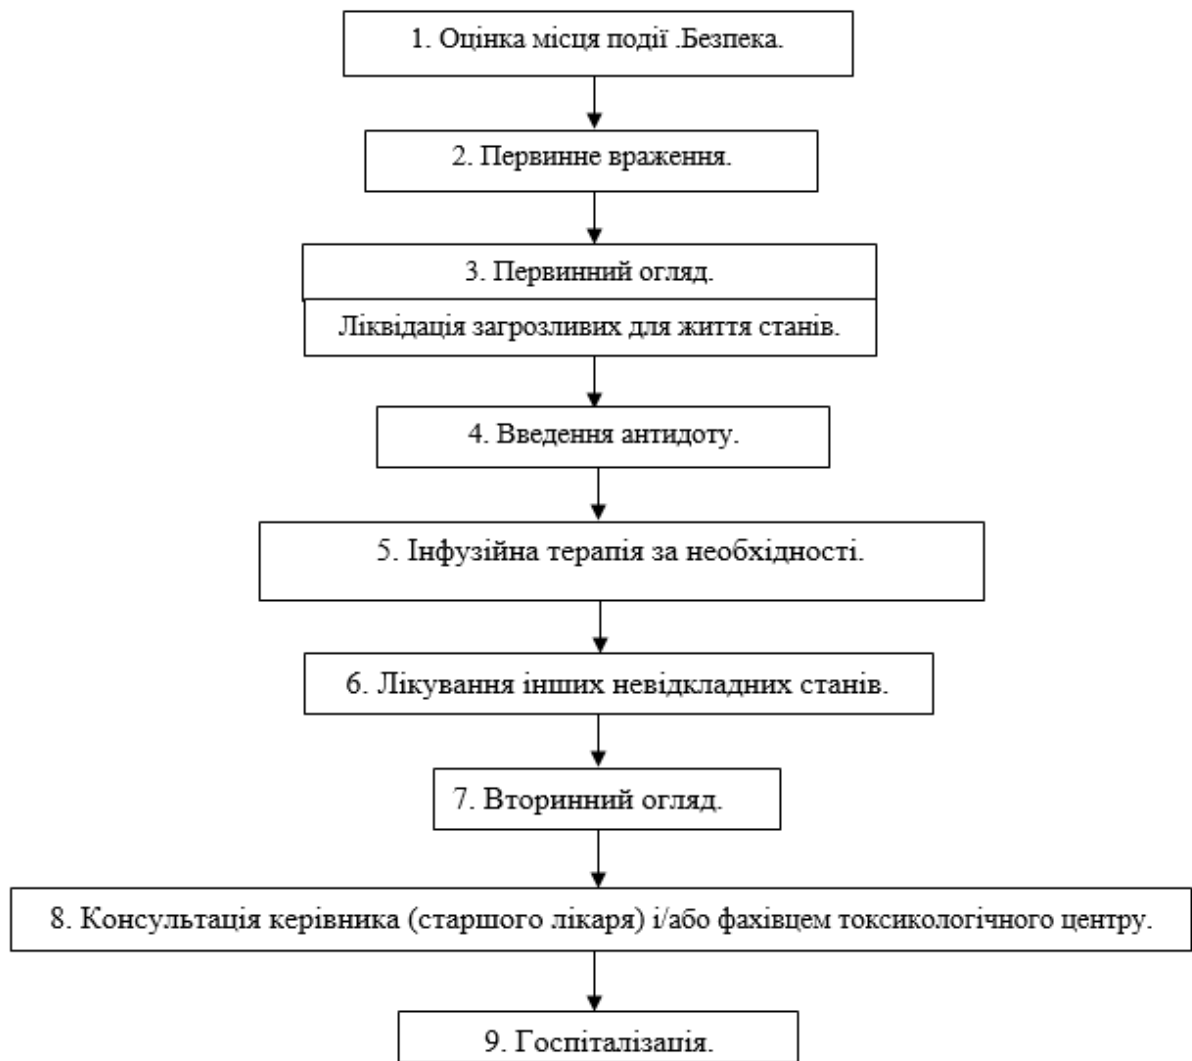 1. Оцінка місця події .Безпека.
2. Первинне враження.
3. Первинний огляд.
Ліквідація загрозливих для життя станів.
4. Введення антидоту.
5. Інфузійна терапія за необхідності.
6. Лікування інших невідкладних станів.
7. Вторинний огляд.
8. Консультація керівника (старшого лікаря) і/або фахівцем токсикологічного центру.
9. Госпіталізація.